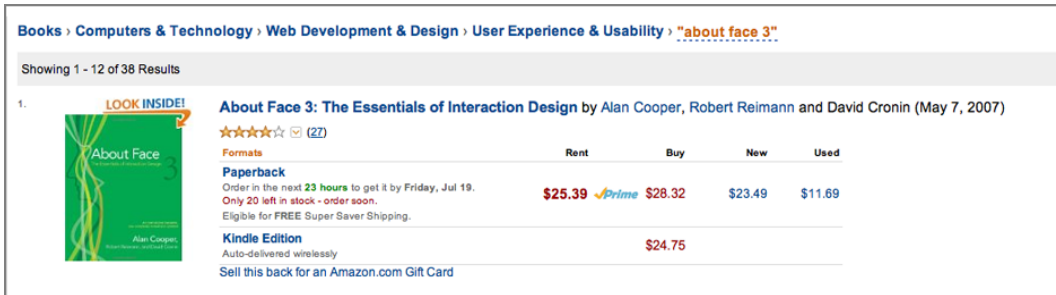 Books › Computers & Technology › Web Development & Design › User Experience & Usability › "about face 3"
Showing 1 - 12 of 38 Results
1.
LOOK INSIDE!
About Face 3
Alan Cooper,
Robert Reimann, and David Cronin
About Face 3: The Essentials of Interaction Design by Alan Cooper, Robert Reimann and David Cronin (May 7, 2007)
(27)
Formats Rent Buy New Used
Paperback
Order in the next 23 hours to get it by Friday, Jul 19.
Only 20 left in stock - order soon.
Eligible for FREE Super Saver Shipping.
$25.39 Prime $28.32 $23.49 $11.69
Kindle Edition
Auto-delivered wirelessly
$24.75
Sell this back for an Amazon.com Gift Card